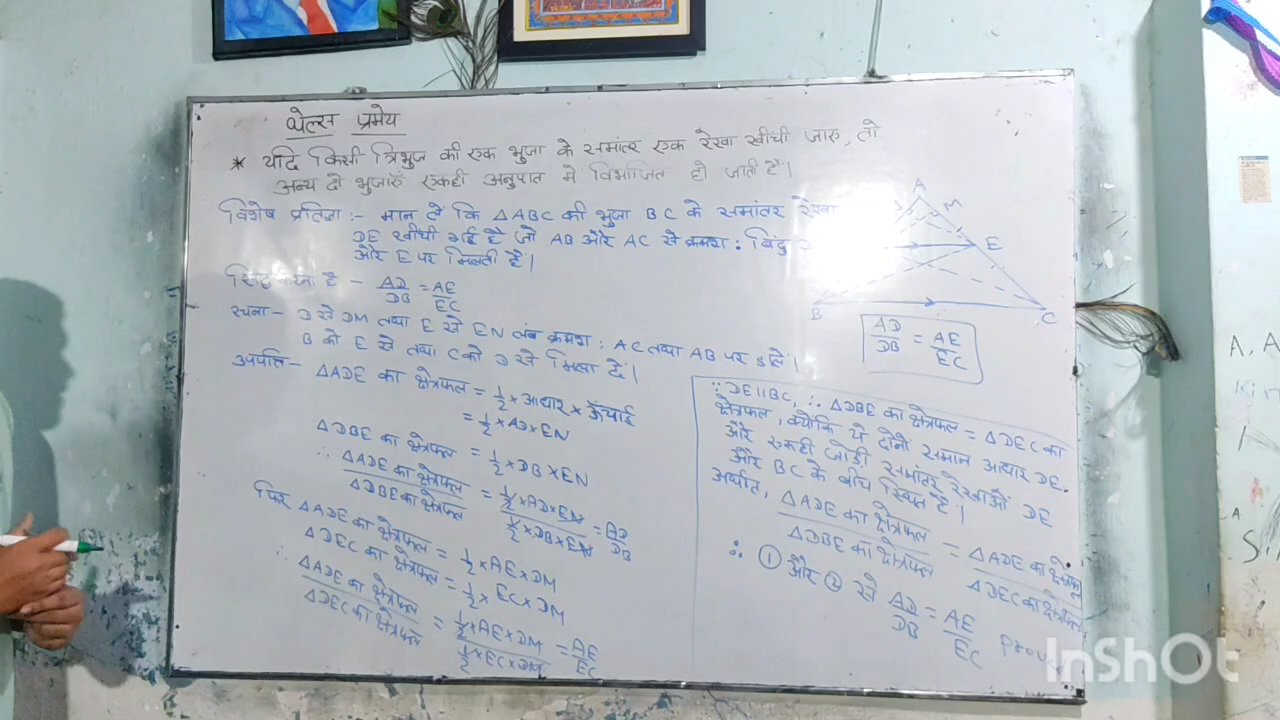 थेल्स प्रमेय
* यदि किसी त्रिभुज की एक भुजा के समांतर एक रेखा खींची जाए, तो
अन्य दो भुजाएँ एकही अनुपात में विभाजित हो जाती हैं।
विशेष प्रतिज्ञा :- मान लें कि △ABC की भुजा BC के समांतर रेखा
DE खींची गई है जो AB और AC से क्रमश: बिंदु D
और E पर मिलती है।
सिद्ध करना है - AD/DB = AE/EC
रचना - D से DM तथा E से EN लंब क्रमश: AC तथा AB पर डालें।
B को E से तथा C को D से मिला दें।
उपपत्ति - △ADE का क्षेत्रफल = 1/2 × आधार × ऊँचाई
= 1/2 × AD × EN
△DBE का क्षेत्रफल = 1/2 × DB × EN
∴ △ADE का क्षेत्रफल / △DBE का क्षेत्रफल = 1/2 × AD × EN / 1/2 × DB × EN = AD/DB
फिर △ADE का क्षेत्रफल = 1/2 × AE × DM
△DEC का क्षेत्रफल = 1/2 × EC × DM
∴ △ADE का क्षेत्रफल / △DEC का क्षेत्रफल = 1/2 × AE × DM / 1/2 × EC × DM = AE/EC
A
M
E
B
C
AD/DB = AE/EC
∵ DE||BC, ∴ △DBE का क्षेत्रफल = △DEC का
क्षेत्रफल, क्योंकि ये दोनों समान आधार DE
और एकही जोड़ी समांतर रेखाओं DE
और BC के बीच स्थित है।
अर्थात, △ADE का क्षेत्रफल / △DBE का क्षेत्रफल = △ADE का क्षेत्रफल / △DEC का क्षेत्रफल
∴ ① और ② से AD/DB = AE/EC
A, A
InShOt